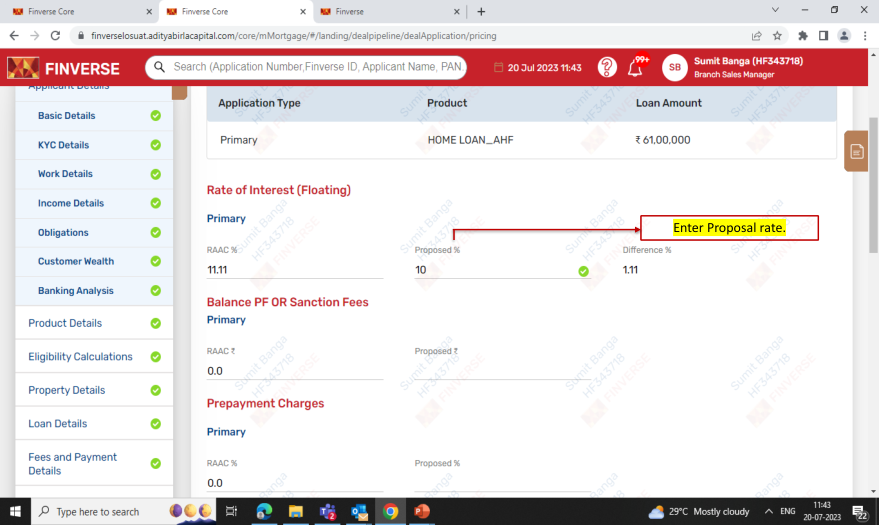 Finverse Core
Finverse Core
Finverse
finverselosuat.adityabirlacapital.com/core/mMortgage/#/landing/dealpipeline/dealApplication/pricing
FINVERSE
Search (Application Number,Finverse ID, Applicant Name, PAN
20 Jul 2023 11:43
99+
SB
Sumit Banga (HF343718)
Branch Sales Manager
Applicant Details
Basic Details
KYC Details
Work Details
Income Details
Obligations
Customer Wealth
Banking Analysis
Product Details
Eligibility Calculations
Property Details
Loan Details
Fees and Payment
Details
Application Type Product Loan Amount
Primary HOME LOAN_AHF ₹ 61,00,000
Rate of Interest (Floating)
Primary
Enter Proposal rate.
RAAC % Proposed % Difference %
11.11 10 1.11
Balance PF OR Sanction Fees
Primary
RAAC ₹ Proposed ₹
0.0
Prepayment Charges
Primary
RAAC % Proposed %
0.0
Sumit Banga
HF343718
FINVERSE
Type here to search
29°C Mostly cloudy
ENG
11:43
20-07-2023
22